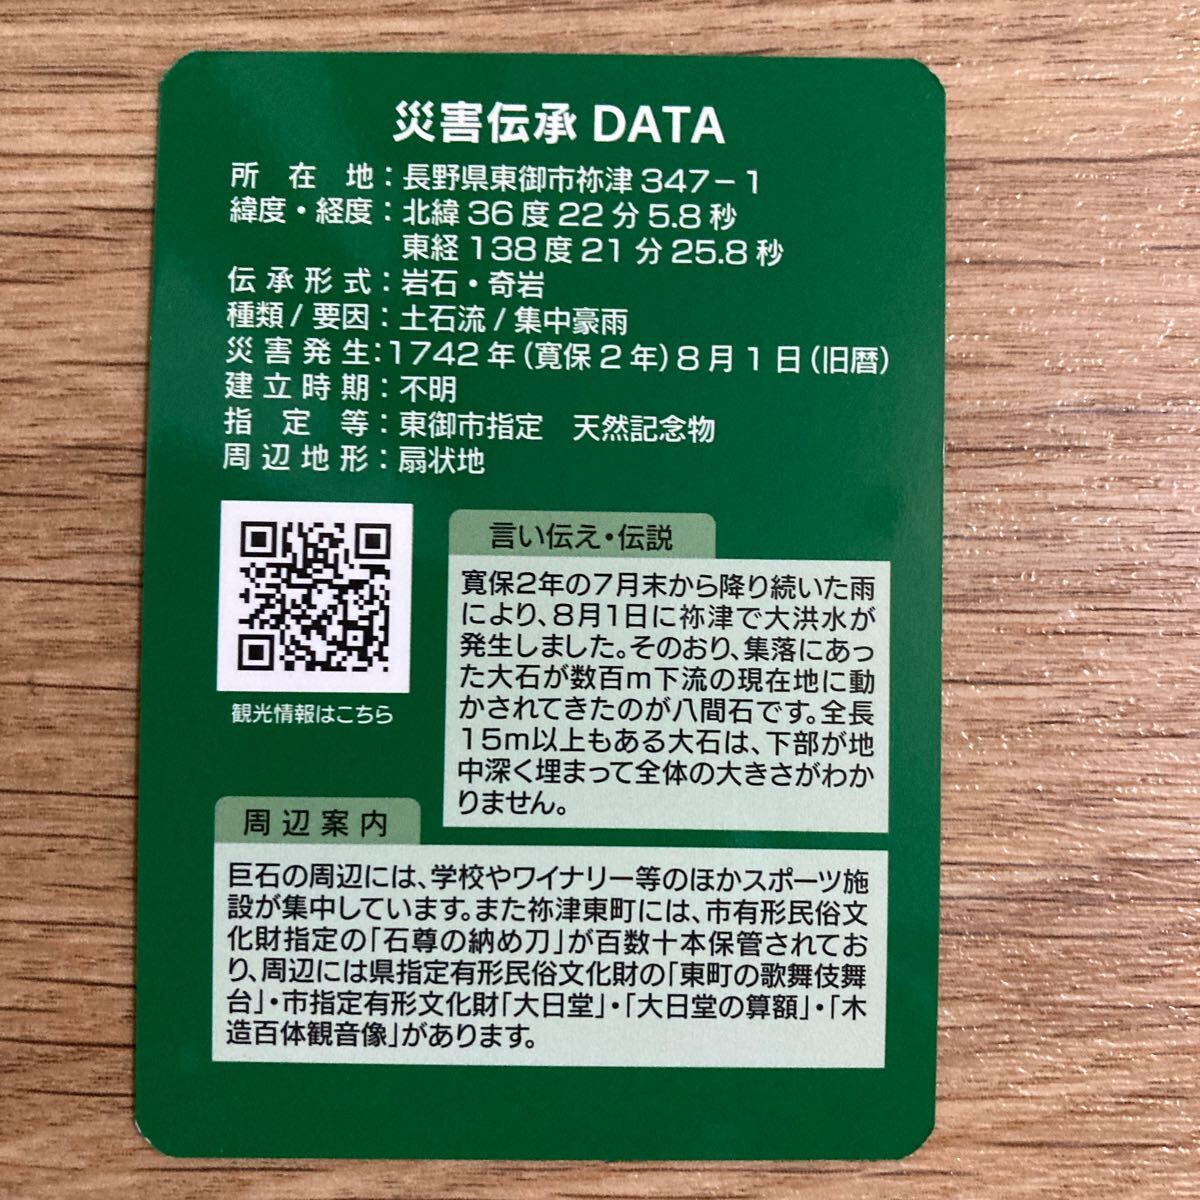 災害伝承 DATA
所在地：長野県東御市祢津 347－1
緯度・経度：北緯 36 度 22 分 5.8 秒
東経 138 度 21 分 25.8 秒
伝承形式：岩石・奇岩
種類 / 要因：土石流 / 集中豪雨
災害発生：1742 年（寛保 2 年）8 月 1 日（旧暦）
建立時期：不明
指定等：東御市指定　天然記念物
周辺地形：扇状地
観光情報はこちら
言い伝え・伝説
寛保2年の7月末から降り続いた雨
により、8月1日に祢津で大洪水が
発生しました。そのおり、集落にあっ
た大石が数百m下流の現在地に動
かされてきたのが八間石です。全長
15m以上もある大石は、下部が地
中深く埋まって全体の大きさがわか
りません。
周辺案内
巨石の周辺には、学校やワイナリー等のほかスポーツ施
設が集中しています。また祢津東町には、市有形民俗文
化財指定の「石尊の納め刀」が百数十本保管されてお
り、周辺には県指定有形民俗文化財の「東町の歌舞伎舞
台」・市指定有形文化財「大日堂」・「大日堂の算額」・「木
造百体観音像」があります。